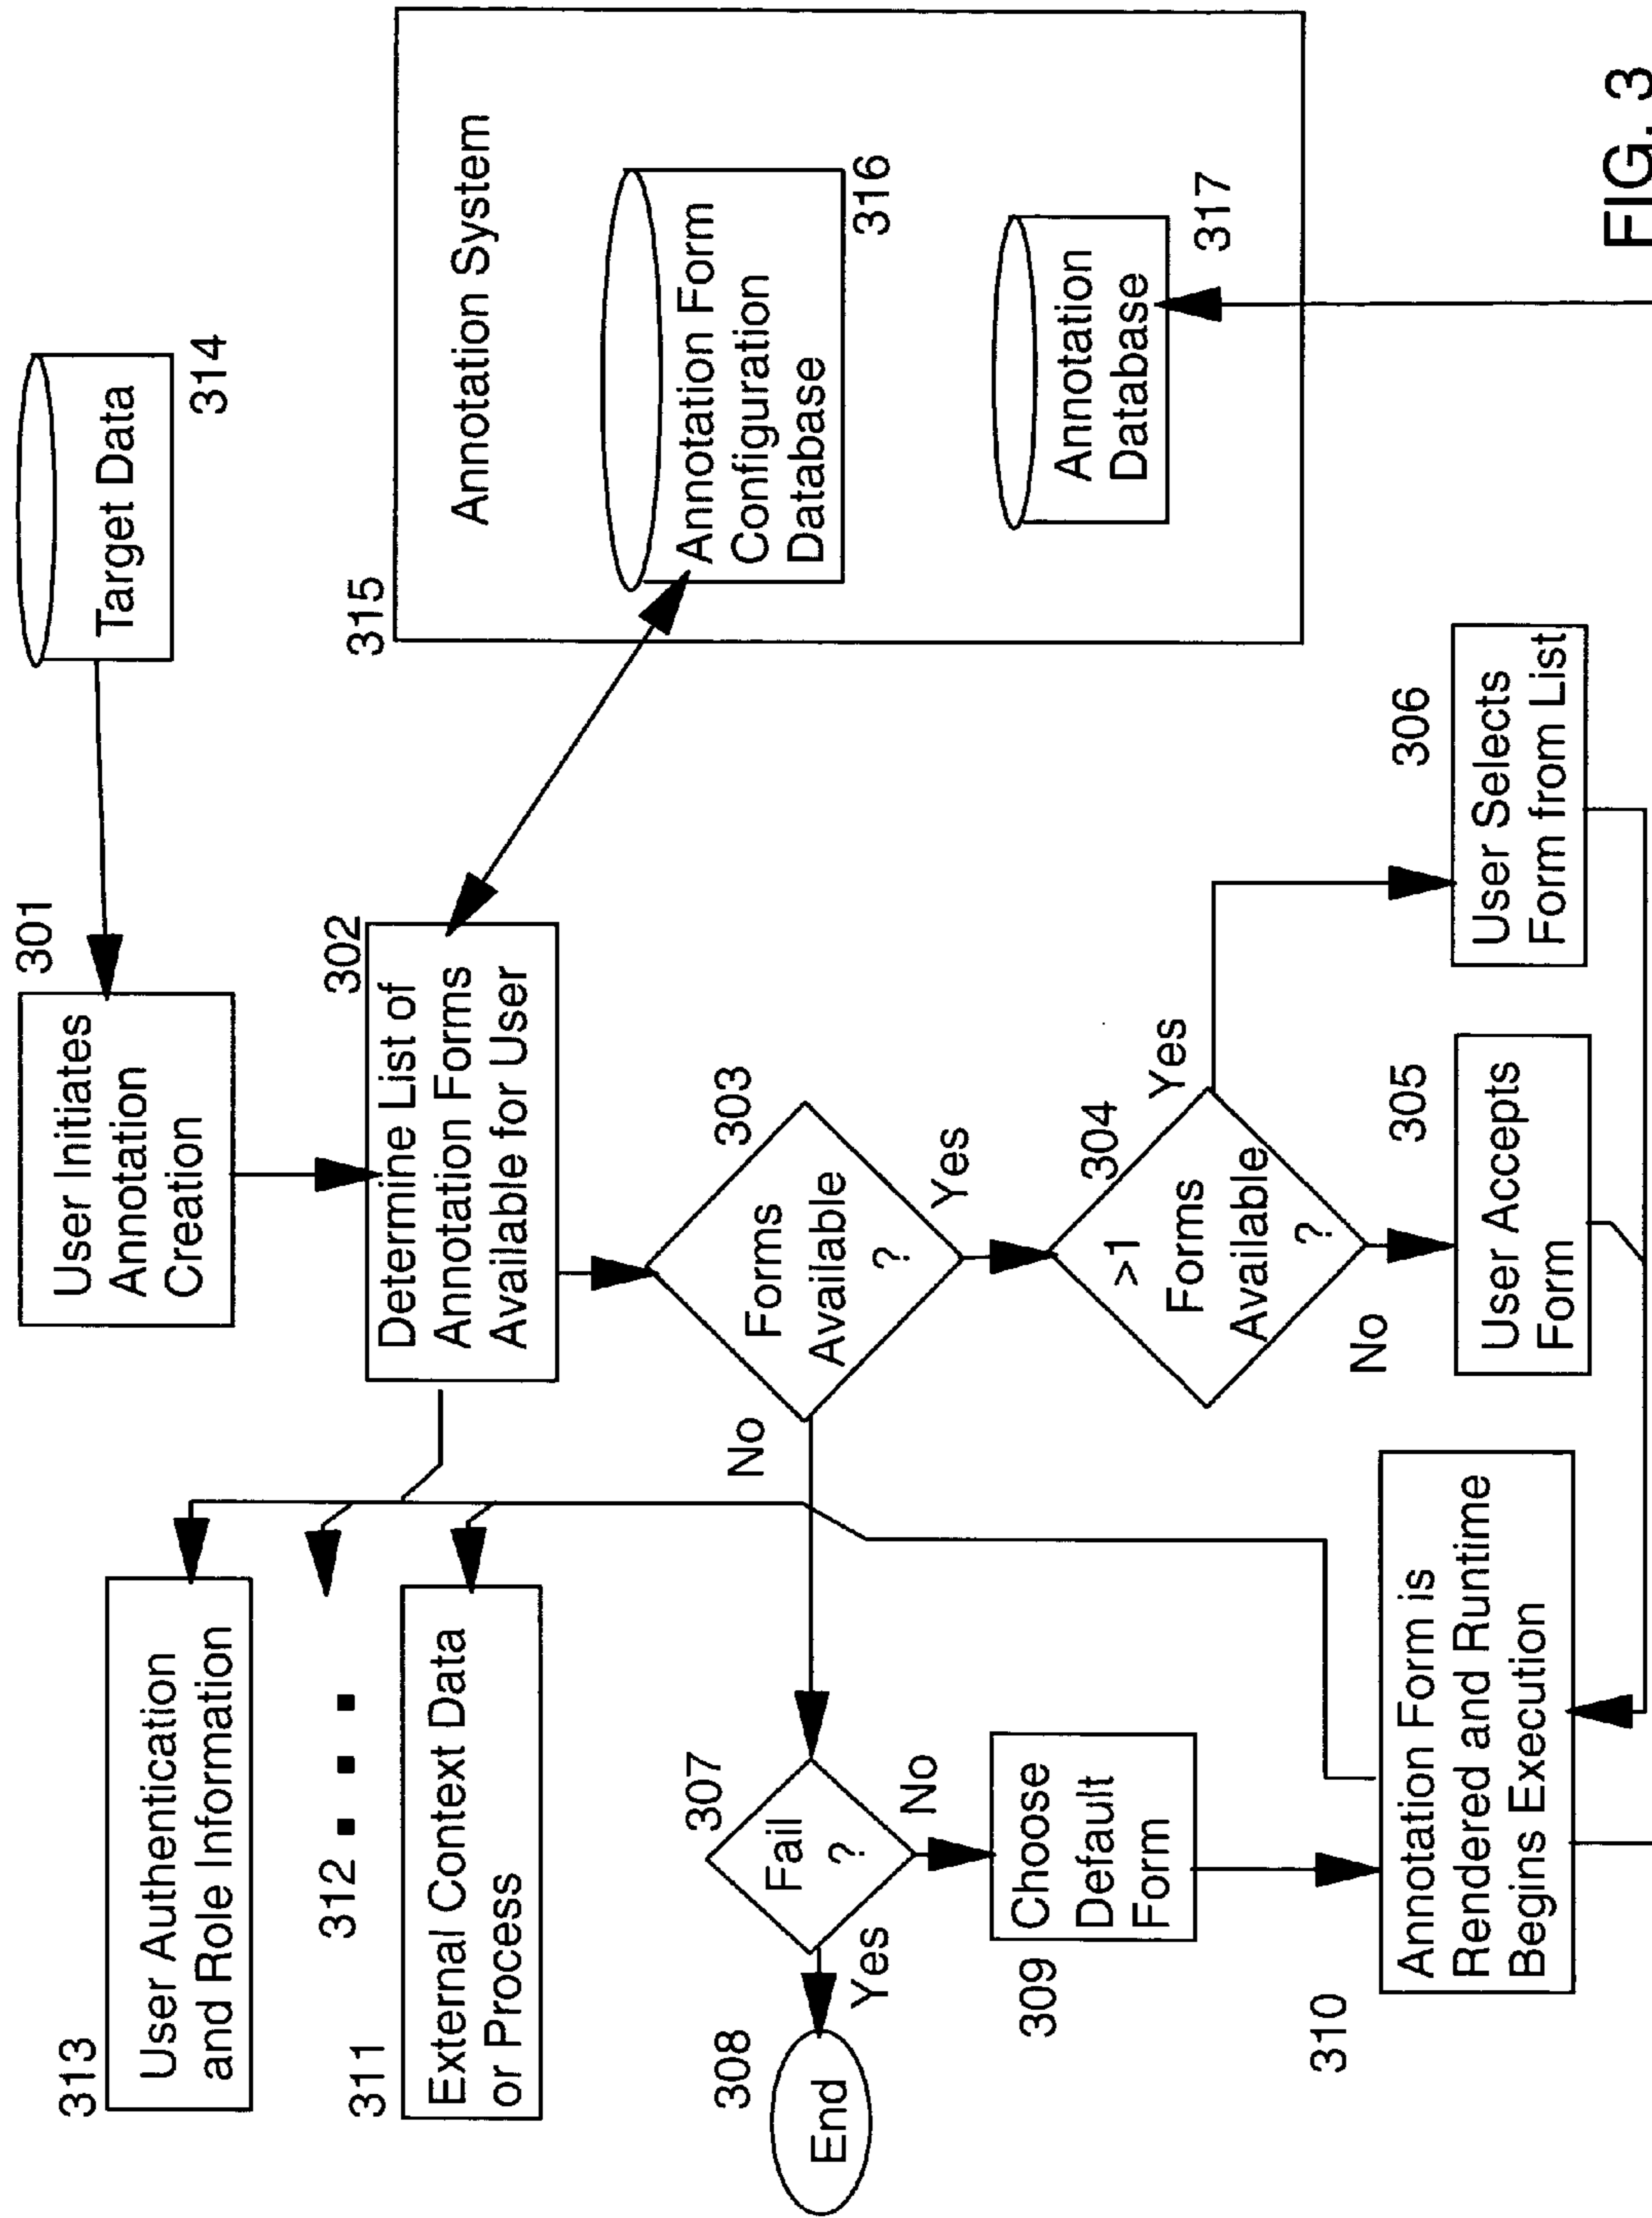 313
User Authentication
and Role Information
312
311
External Context Data
or Process
301
User Initiates
Annotation
Creation
Target Data
314
302
Determine List of
Annotation Forms
Available for User
315
Annotation System
Annotation Form
Configuration
Database
316
Annotation
Database
317
303
Forms
Available
?
No
Yes
307
Fail
?
Yes
No
308
End
309
Choose
Default
Form
304
>1
Forms
Available
?
Yes
No
305
User Accepts
Form
306
User Selects
Form from List
310
Annotation Form is
Rendered and Runtime
Begins Execution
FIG. 3